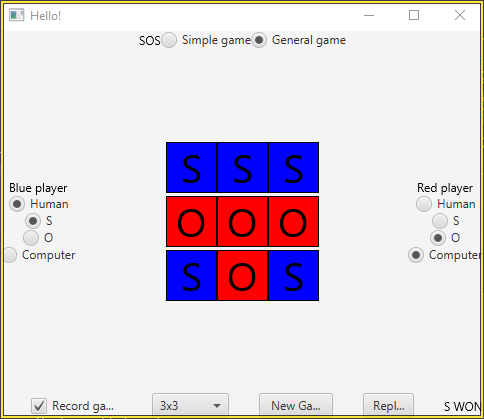 Hello!
SOS Simple game General game
S S S
Blue player
Human
S
O
Computer
O O O
Red player
Human
S
O
Computer
S O S
Record ga... 3x3 New Ga... Repl... S WON